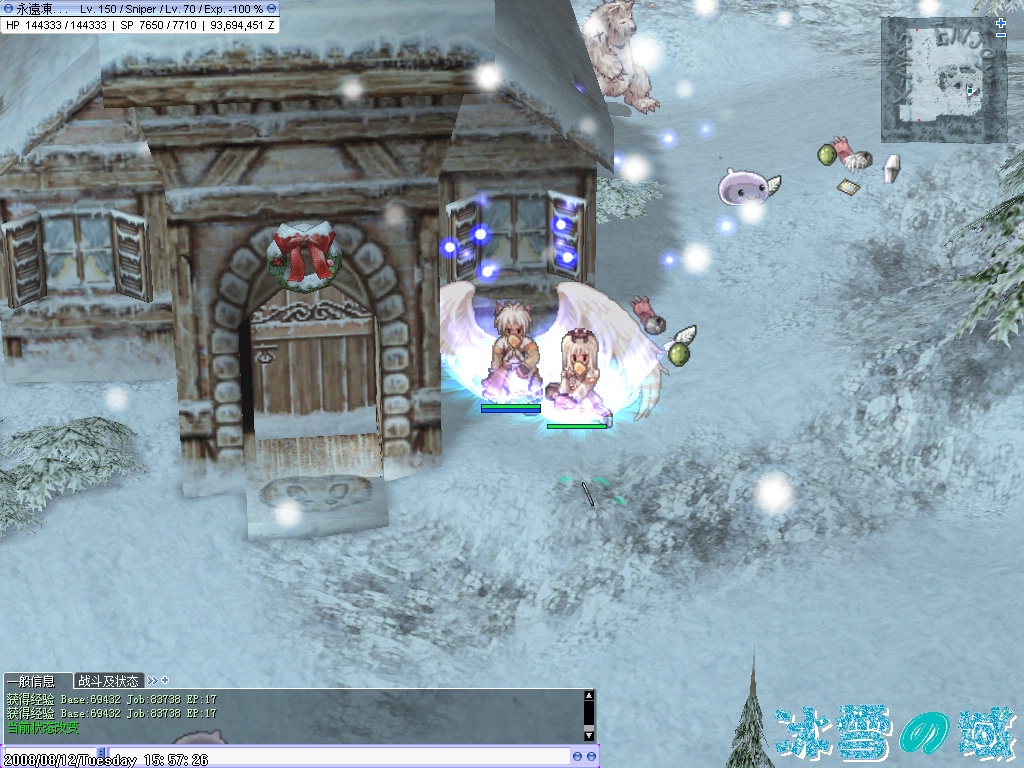 永遠東... Lv. 150 / Sniper / Lv. 70 / Exp. -100 %
HP 144333 / 144333 | SP 7650 / 7710 | 93,694,451 Z
一般信息 战斗及状态
获得经验 Base:69432 Job:83738 EP:17
获得经验 Base:69432 Job:83738 EP:17
当前状态改变
2008/08/12/Tuesday 15:57:26
冰雪の域